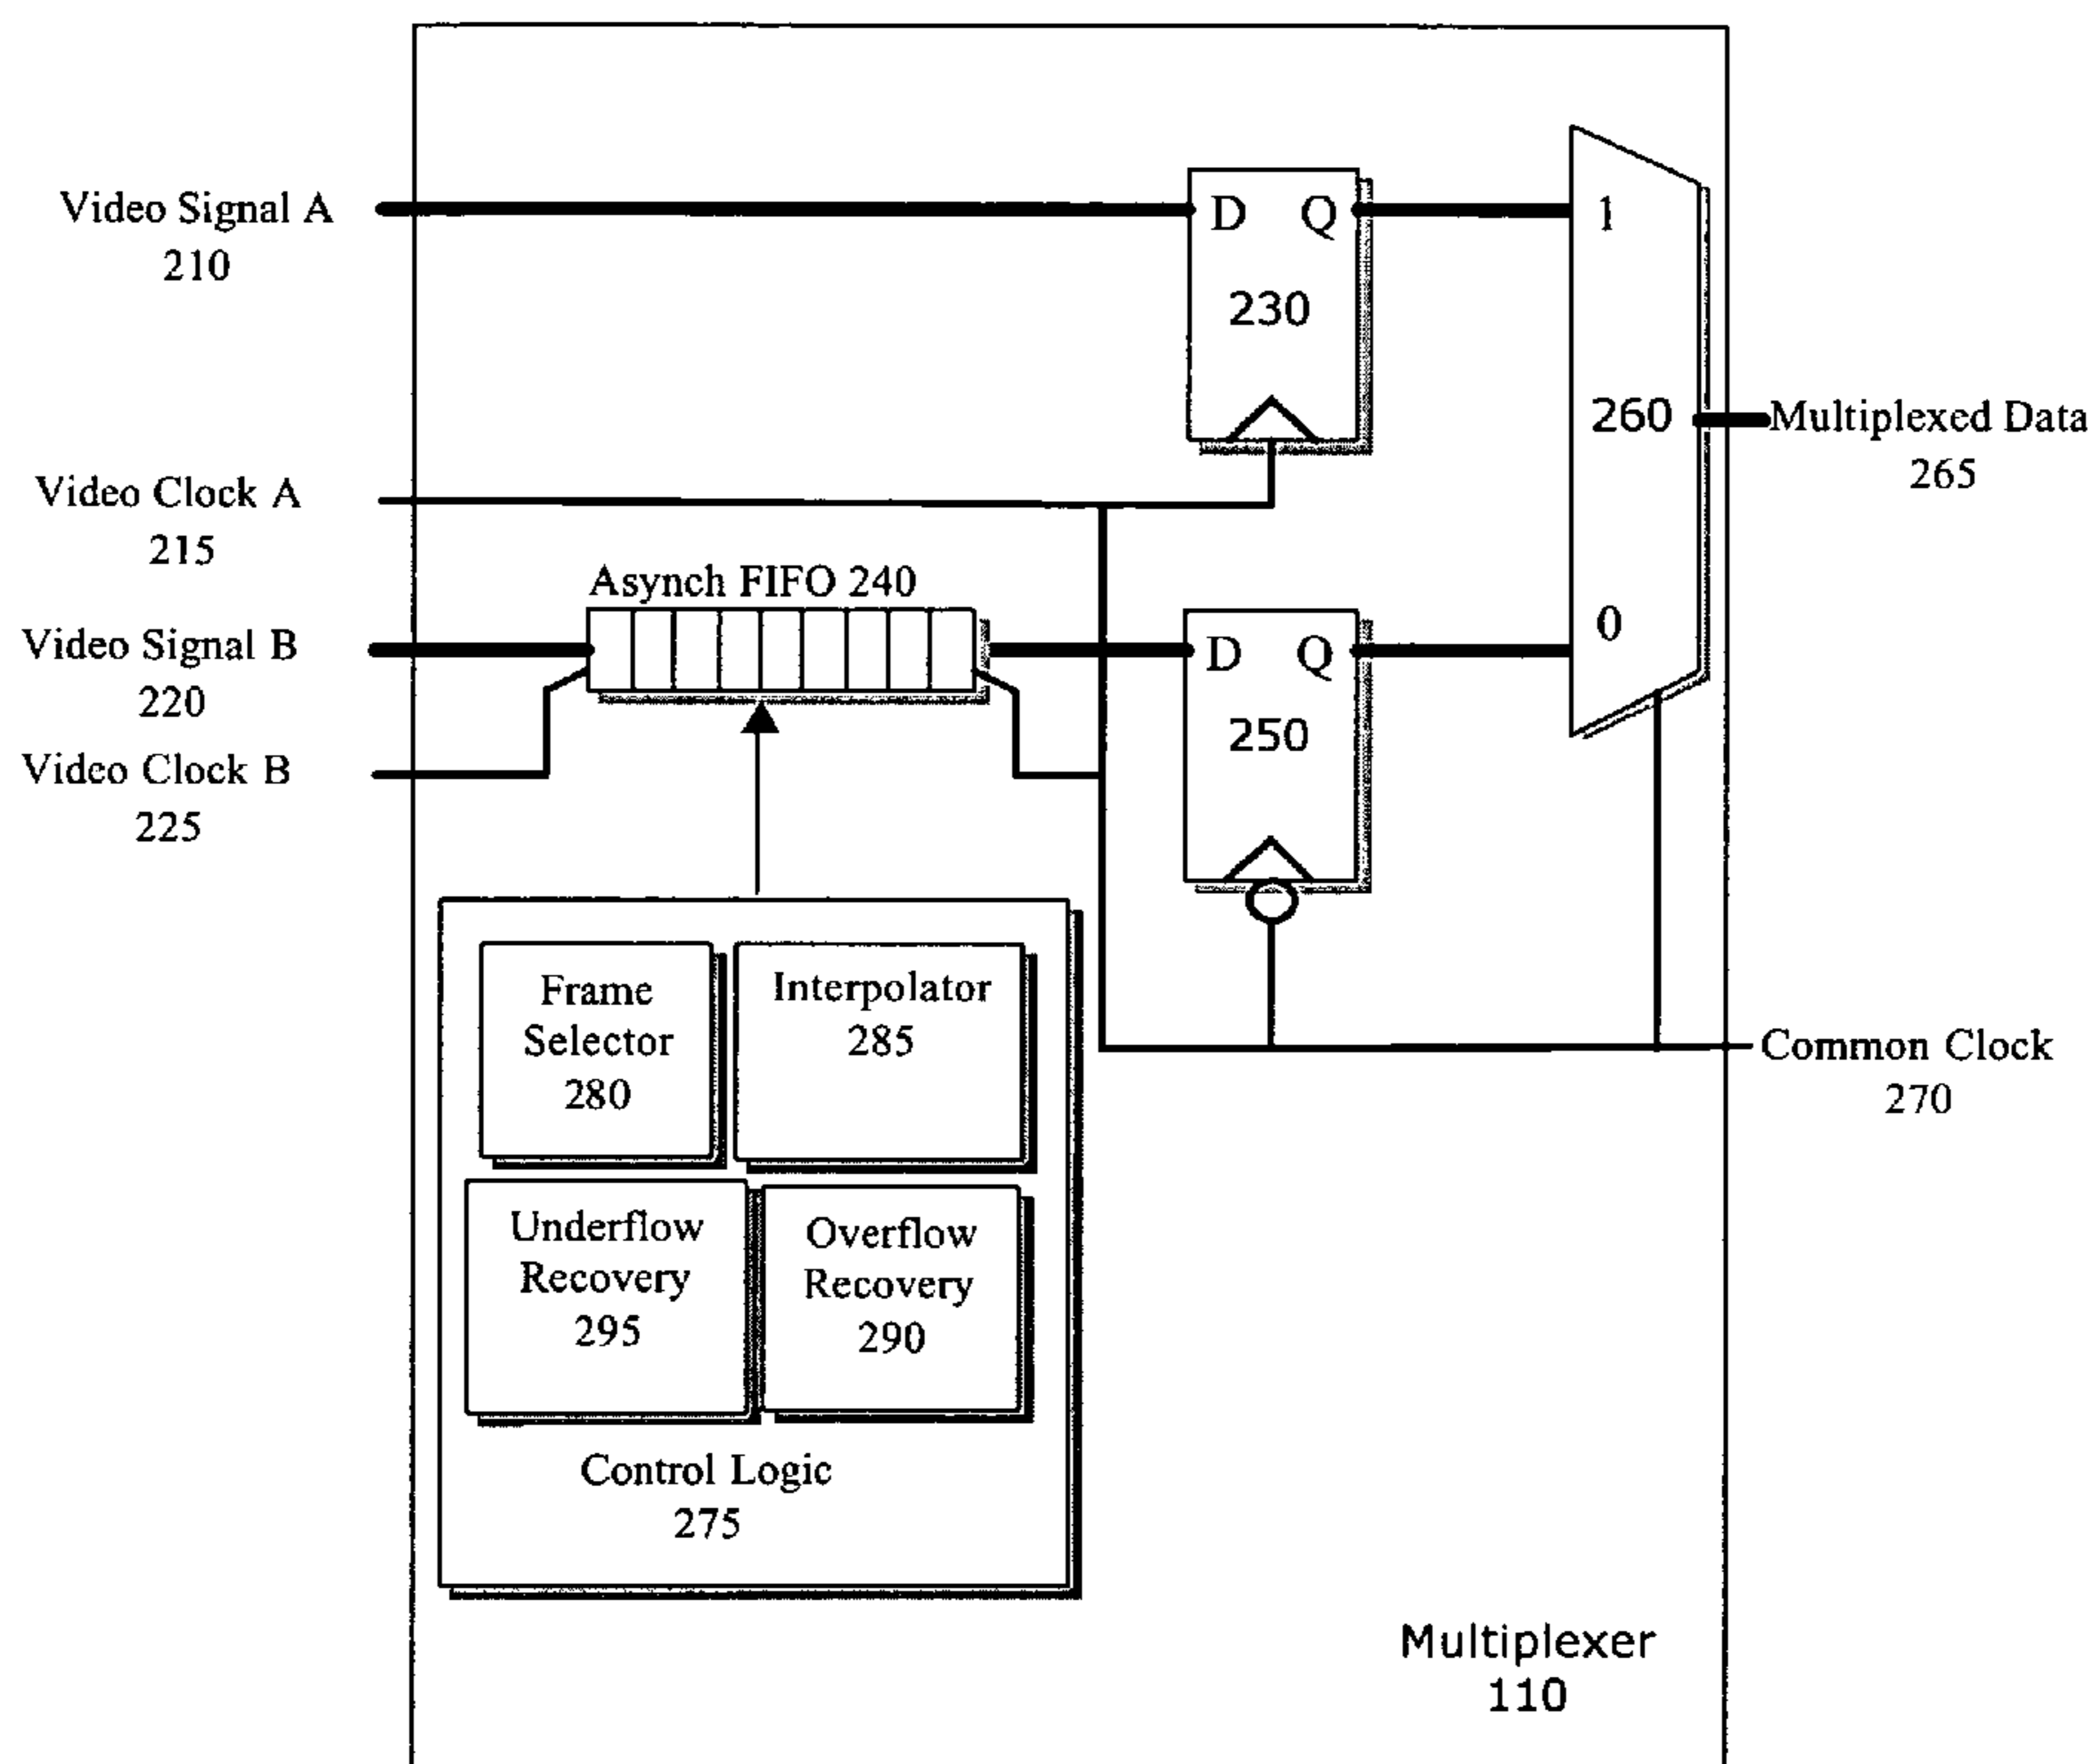 Video Signal A
210
D Q
230
1
260
0
Multiplexed Data
265
Video Clock A
215
Asynch FIFO 240
Video Signal B
220
Video Clock B
225
D Q
250
Common Clock
270
Frame
Selector
280
Interpolator
285
Underflow
Recovery
295
Overflow
Recovery
290
Control Logic
275
Multiplexer
110